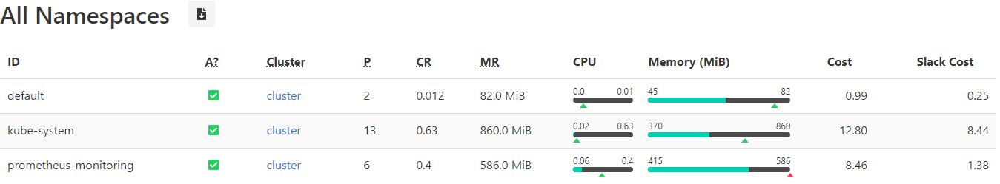 All Namespaces
ID A? Cluster P CR MR CPU Memory (MiB) Cost Slack Cost
default cluster 2 0.012 82.0 MiB 0.0 0.01 45 82 0.99 0.25
kube-system cluster 13 0.63 860.0 MiB 0.02 0.63 370 860 12.80 8.44
prometheus-monitoring cluster 6 0.4 586.0 MiB 0.06 0.4 415 586 8.46 1.38